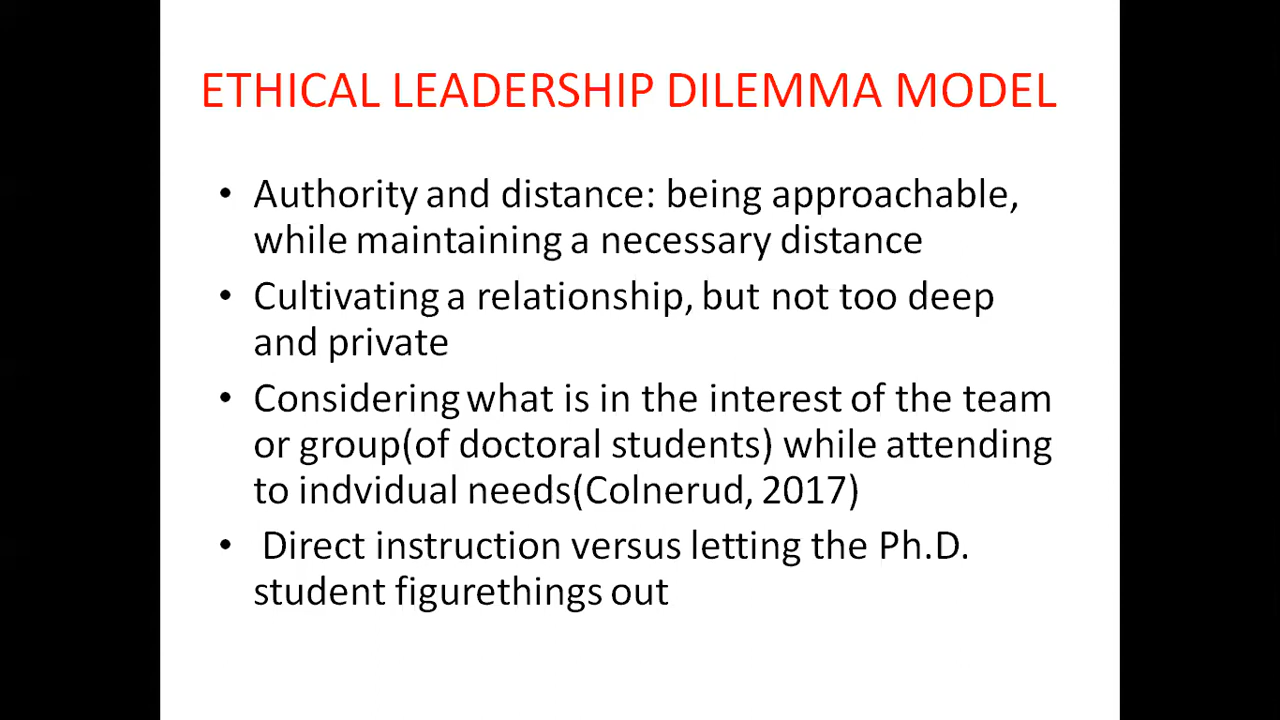 ETHICAL LEADERSHIP DILEMMA MODEL
• Authority and distance: being approachable,
while maintaining a necessary distance
• Cultivating a relationship, but not too deep
and private
• Considering what is in the interest of the team
or group(of doctoral students) while attending
to indvidual needs(Colnerud, 2017)
• Direct instruction versus letting the Ph.D.
student figurethings out